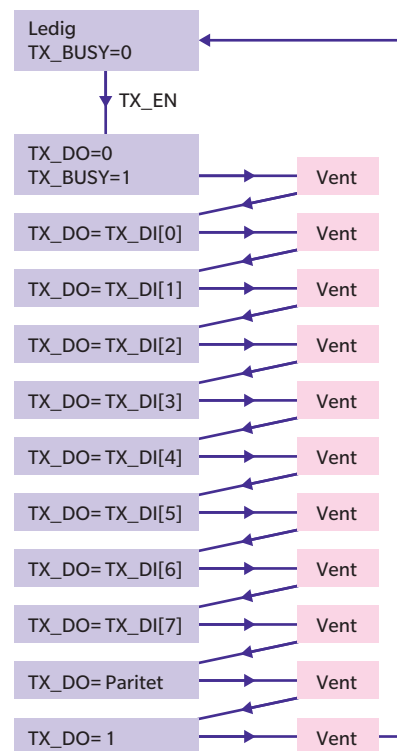 Ledig
TX_BUSY=0
TX_EN
TX_DO=0
TX_BUSY=1
Vent
TX_DO= TX_DI[0]
Vent
TX_DO= TX_DI[1]
Vent
TX_DO= TX_DI[2]
Vent
TX_DO= TX_DI[3]
Vent
TX_DO= TX_DI[4]
Vent
TX_DO= TX_DI[5]
Vent
TX_DO= TX_DI[6]
Vent
TX_DO= TX_DI[7]
Vent
TX_DO= Paritet
Vent
TX_DO= 1
Vent